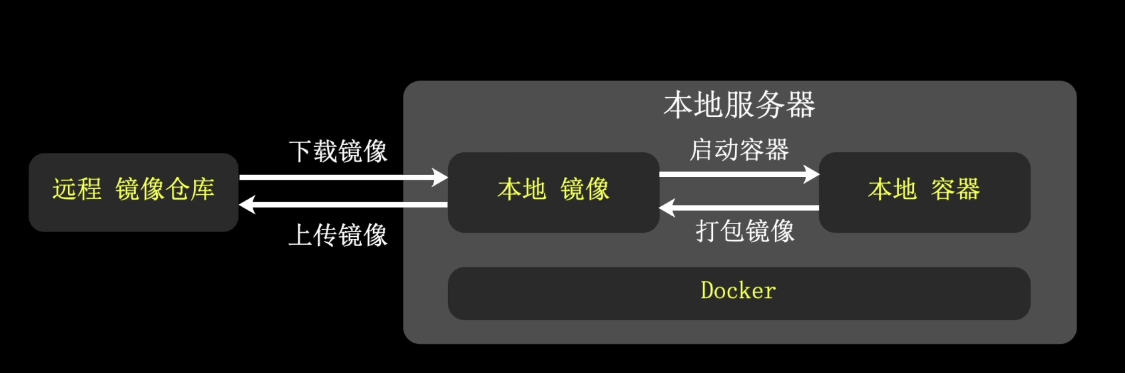 本地服务器
下载镜像
启动容器
远程 镜像仓库
本地 镜像
本地 容器
上传镜像
打包镜像
Docker